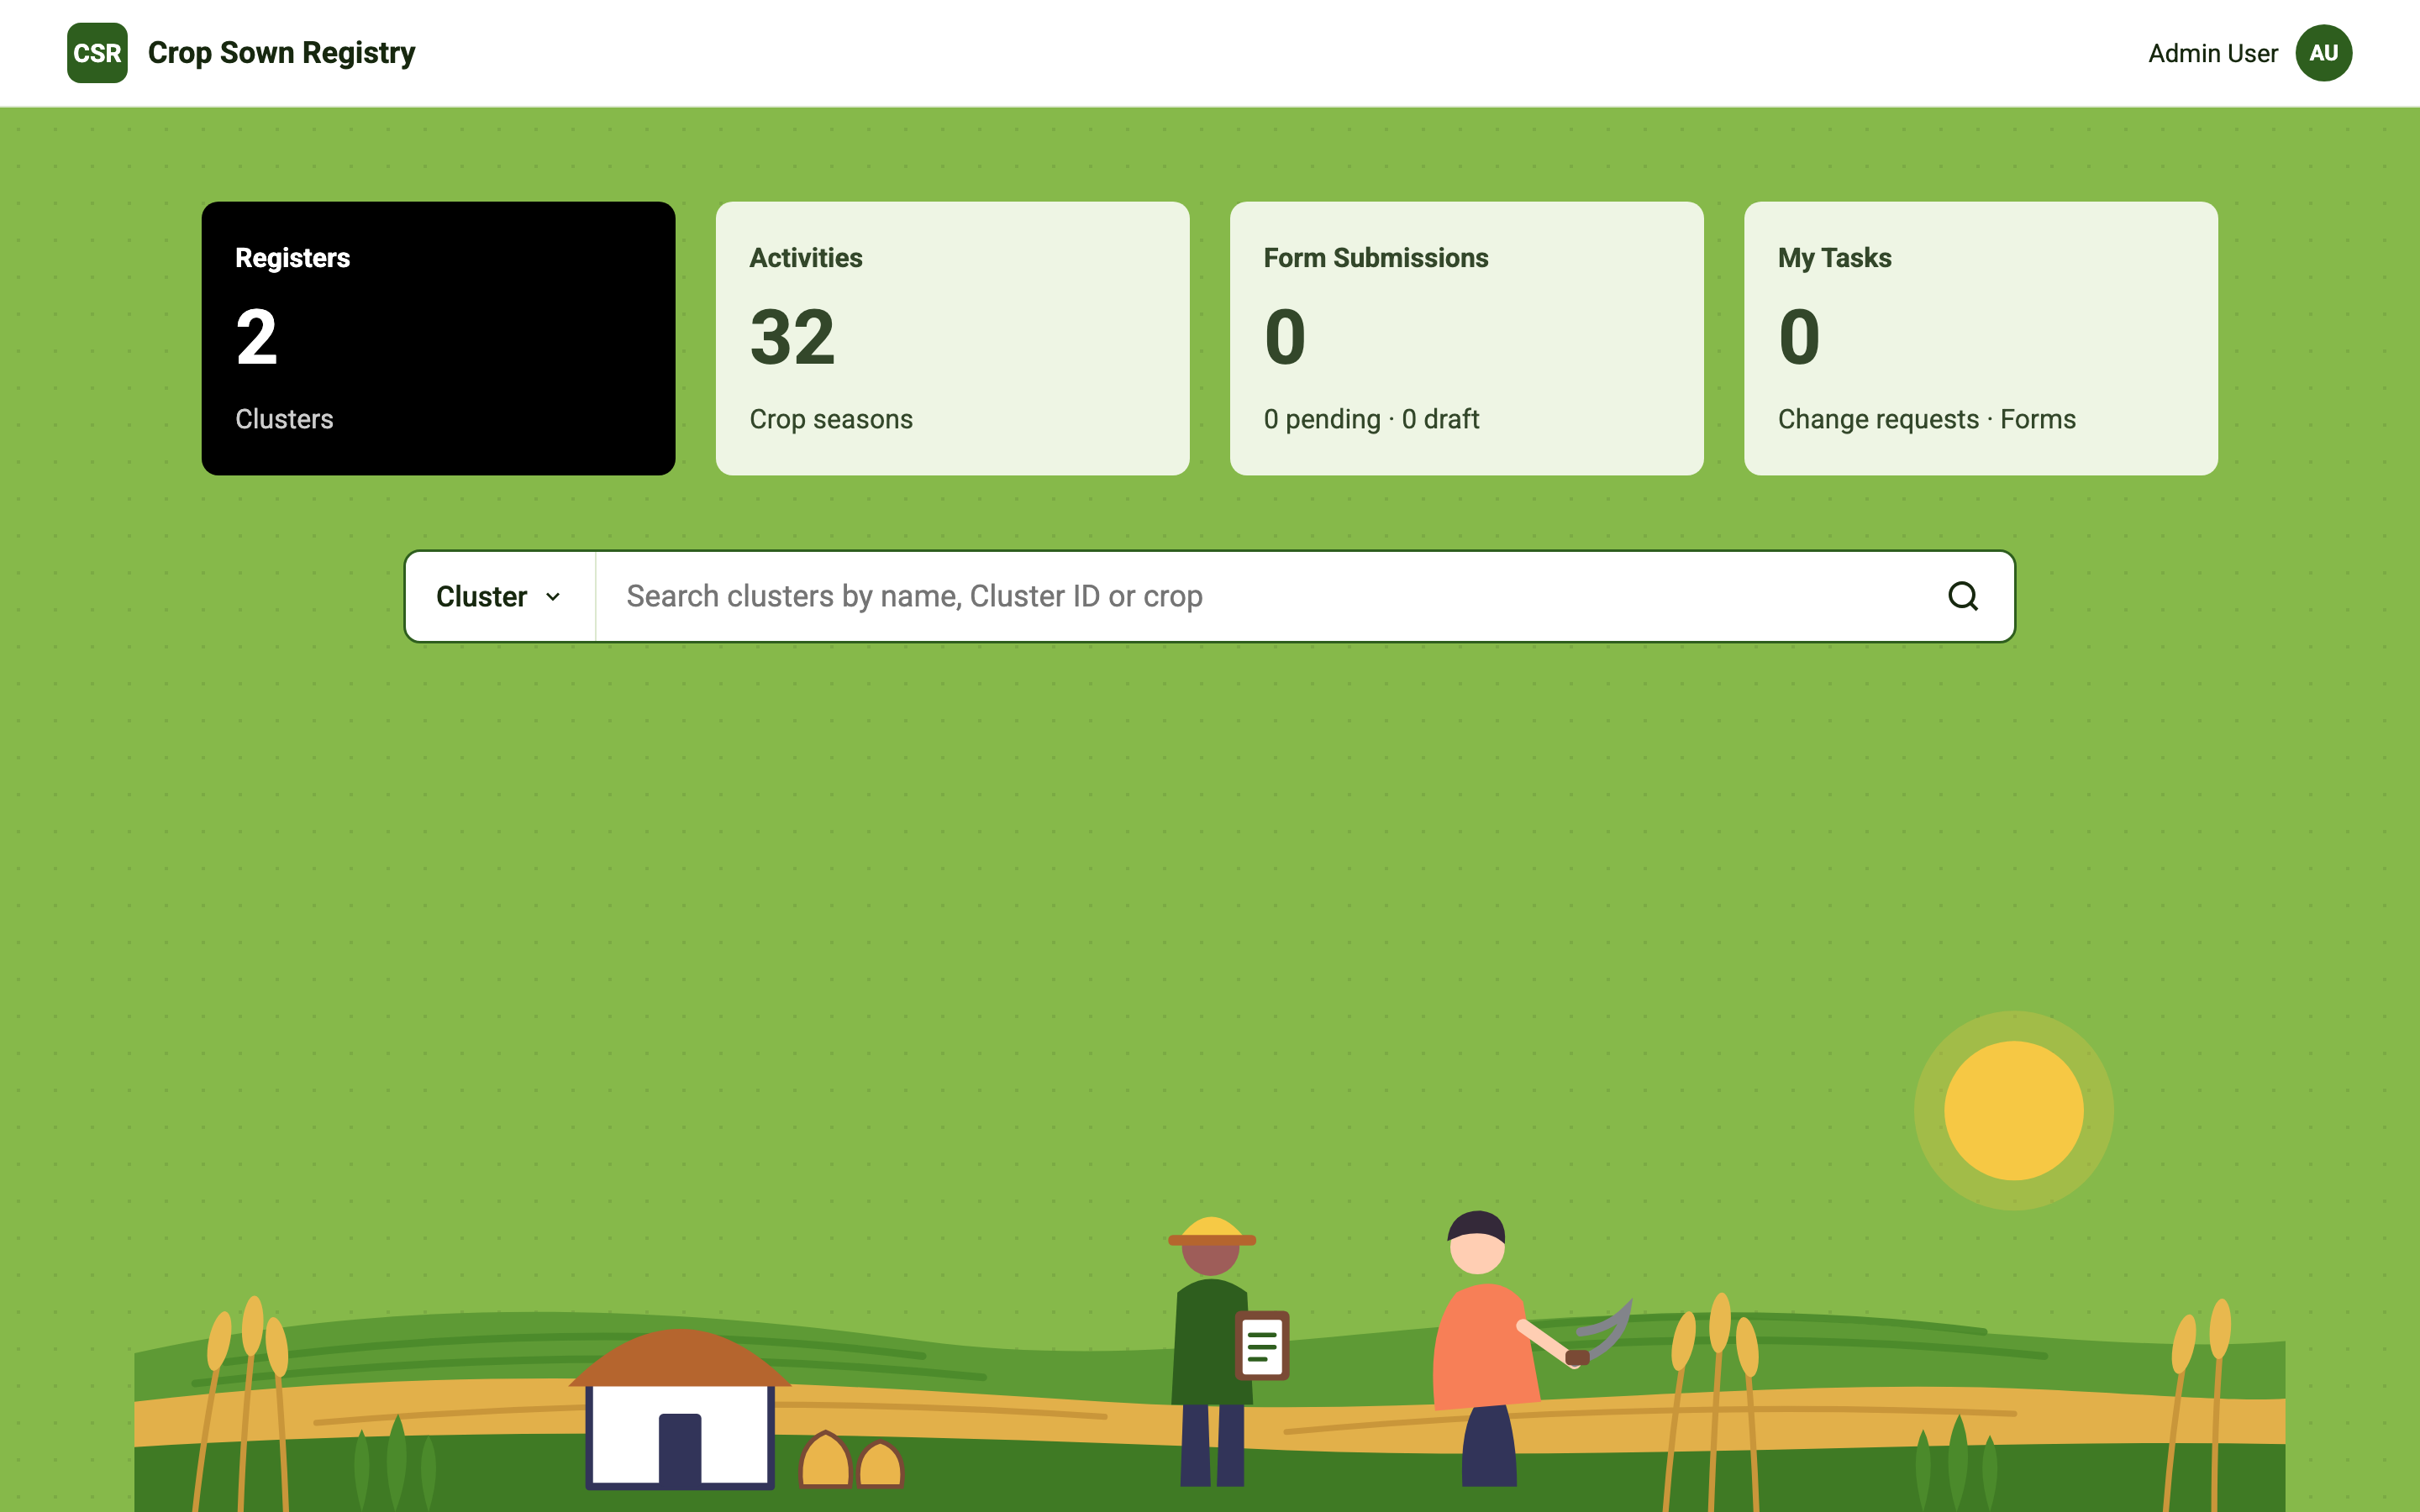 CSR
Crop Sown Registry
Admin User
AU
Registers
2
Clusters
Activities
32
Crop seasons
Form Submissions
0
0 pending · 0 draft
My Tasks
0
Change requests · Forms
Cluster
Search clusters by name, Cluster ID or crop